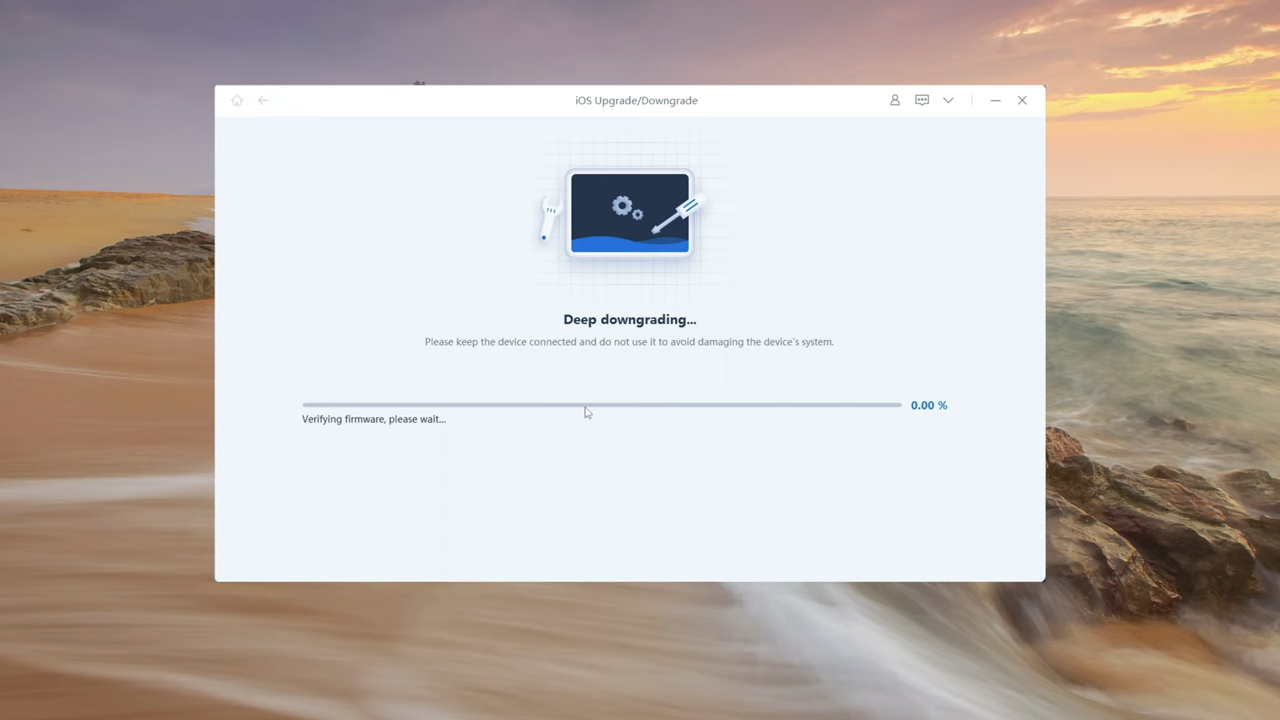 iOS Upgrade/Downgrade
Deep downgrading...
Please keep the device connected and do not use it to avoid damaging the device's system.
0.00 %
Verifying firmware, please wait...